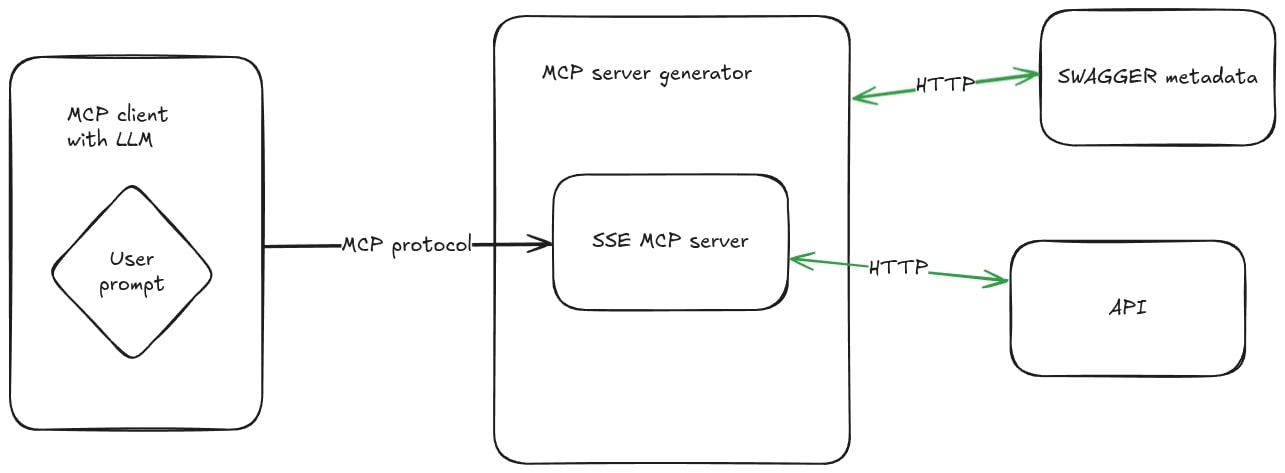 MCP client
with LLM
User
prompt
MCP protocol
MCP server generator
SSE MCP server
HTTP
SWAGGER metadata
HTTP
API